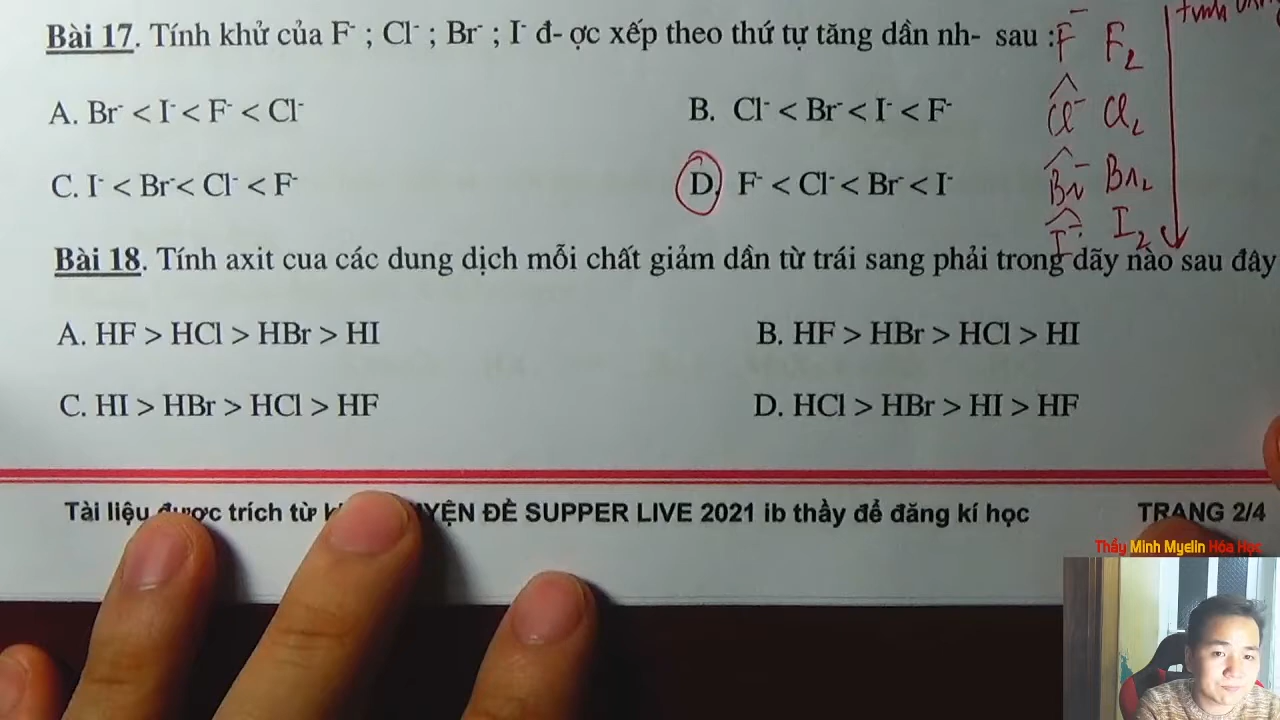 Bài 17. Tính khử của F⁻ ; Cl⁻ ; Br⁻ ; I⁻ đ- ợc xếp theo thứ tự tăng dần nh- sau :
A. Br⁻ < I⁻ < F⁻ < Cl⁻
B. Cl⁻ < Br⁻ < I⁻ < F⁻
C. I⁻ < Br⁻ < Cl⁻ < F⁻
D. F⁻ < Cl⁻ < Br⁻ < I⁻
F⁻ F₂
Cl⁻ Cl₂
Br⁻ Br₂
I⁻ I₂
tính
Bài 18. Tính axit cua các dung dịch mỗi chất giảm dần từ trái sang phải trong dãy nào sau đây
A. HF > HCl > HBr > HI
B. HF > HBr > HCl > HI
C. HI > HBr > HCl > HF
D. HCl > HBr > HI > HF
Tài liệu được trích từ YỆN ĐỀ SUPPER LIVE 2021 ib thầy để đăng kí học
TRANG 2/4
Thầy Minh Myelin Hóa Học